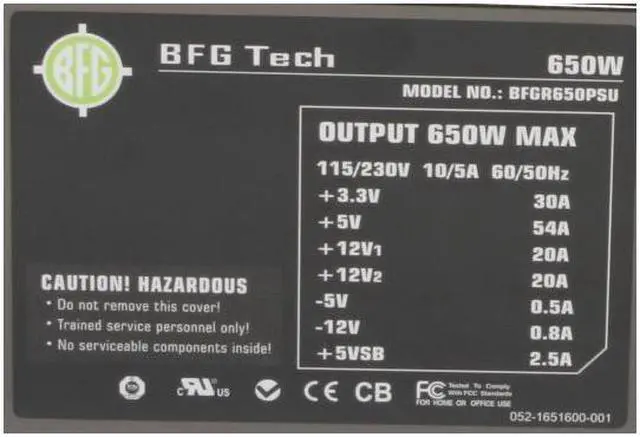 BFG
BFG Tech
650W
MODEL NO.: BFGR650PSU
OUTPUT 650W MAX
115/230V 10/5A 60/50Hz
+3.3V 30A
+5V 54A
+12V1 20A
+12V2 20A
-5V 0.5A
-12V 0.8A
+5VSB 2.5A
CAUTION! HAZARDOUS
• Do not remove this cover!
• Trained service personnel only!
• No serviceable components inside!
c RU US CE CB FC Tested To Comply
With FCC Standards
FOR HOME OR OFFICE USE
052-1651600-001